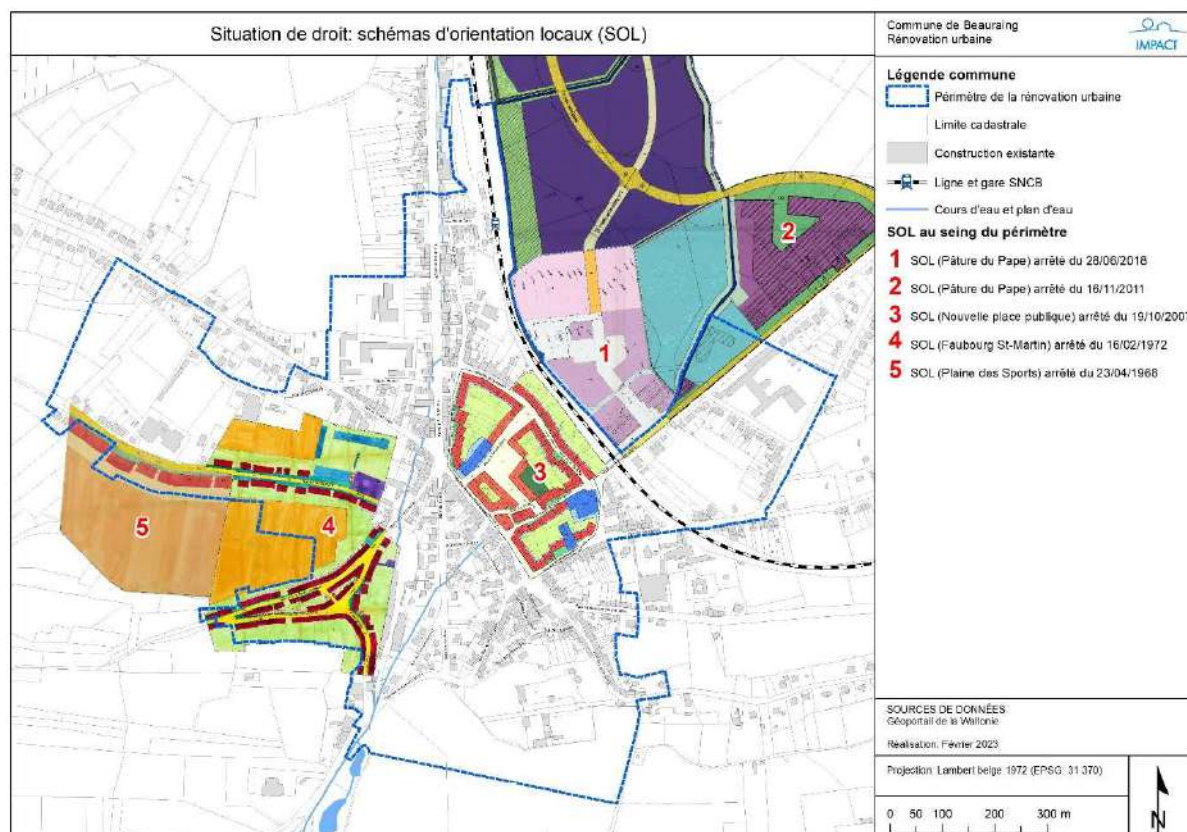 Situation de droit: schémas d'orientation locaux (SOL)
Commune de Beauraing
Rénovation urbaine
IMPACT
Légende commune
Périmètre de la rénovation urbaine
Limite cadastrale
Construction existante
Ligne et gare SNCB
Cours d'eau et plan d'eau
SOL au seing du périmètre
1 SOL (Pâture du Pape) arrêté du 28/06/2018
2 SOL (Pâture du Pape) arrêté du 16/11/2011
3 SOL (Nouvelle place publique) arrêté du 19/10/2007
4 SOL (Faubourg St-Martin) arrêté du 16/02/1972
5 SOL (Plaine des Sports) arrêté du 23/04/1968
2
1
3
4
5
SOURCES DE DONNÉES
Géoportail de la Wallonie
Réalisation: Février 2023
Projection: Lambert belge 1972 (EPSG: 31 370)
0 50 100 200 300 m
N